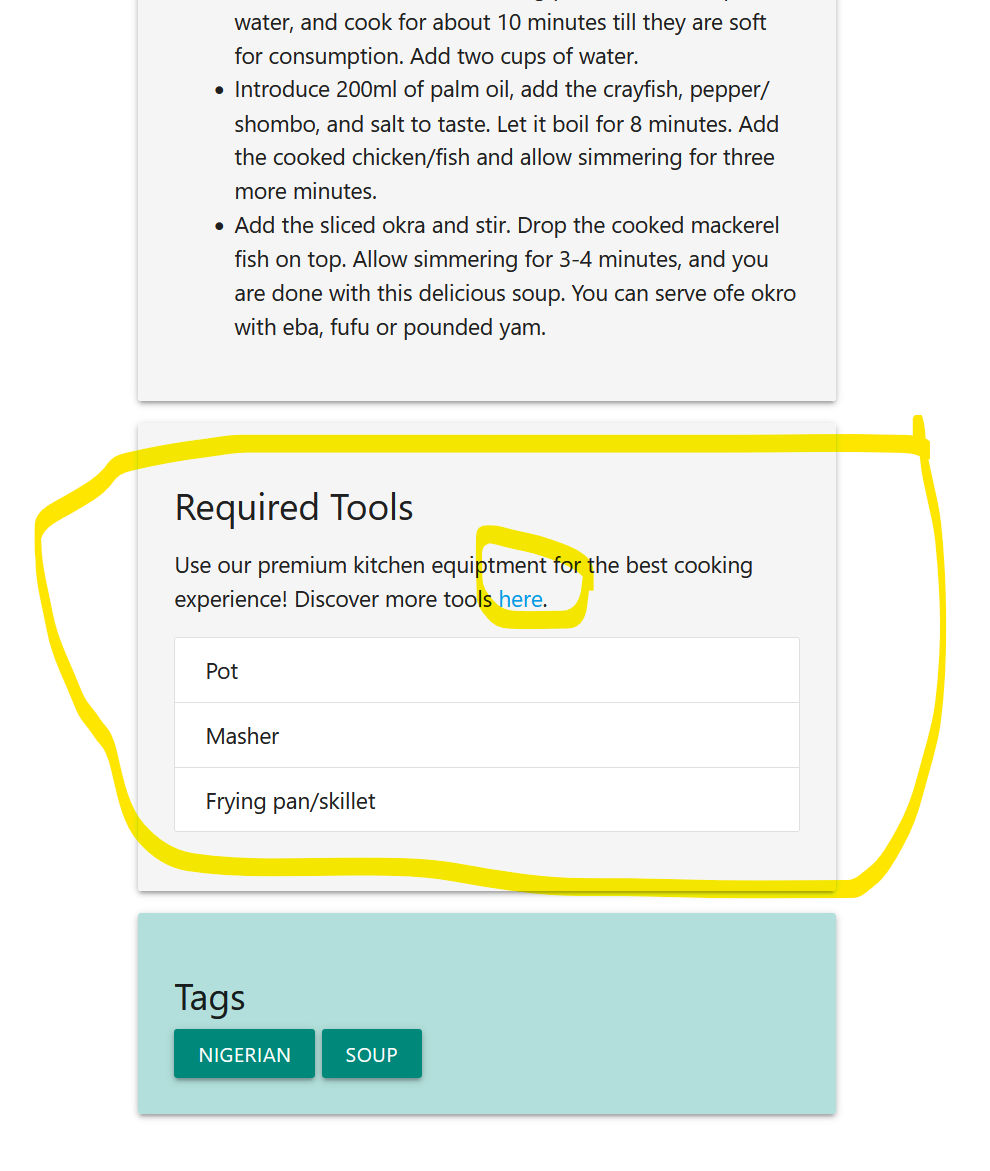 water, and cook for about 10 minutes till they are soft
for consumption. Add two cups of water.
• Introduce 200ml of palm oil, add the crayfish, pepper/
shombo, and salt to taste. Let it boil for 8 minutes. Add
the cooked chicken/fish and allow simmering for three
more minutes.
• Add the sliced okra and stir. Drop the cooked mackerel
fish on top. Allow simmering for 3-4 minutes, and you
are done with this delicious soup. You can serve ofe okro
with eba, fufu or pounded yam.
Required Tools
Use our premium kitchen equiptment for the best cooking
experience! Discover more tools here.
Pot
Masher
Frying pan/skillet
Tags
NIGERIAN SOUP